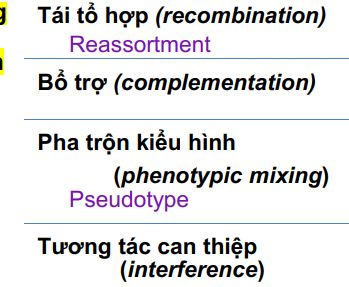 g
Tái tổ hợp (recombination)
Reassortment
Bổ trợ (complementation)
Pha trộn kiểu hình
(phenotypic mixing)
Pseudotype
Tương tác can thiệp
(interference)